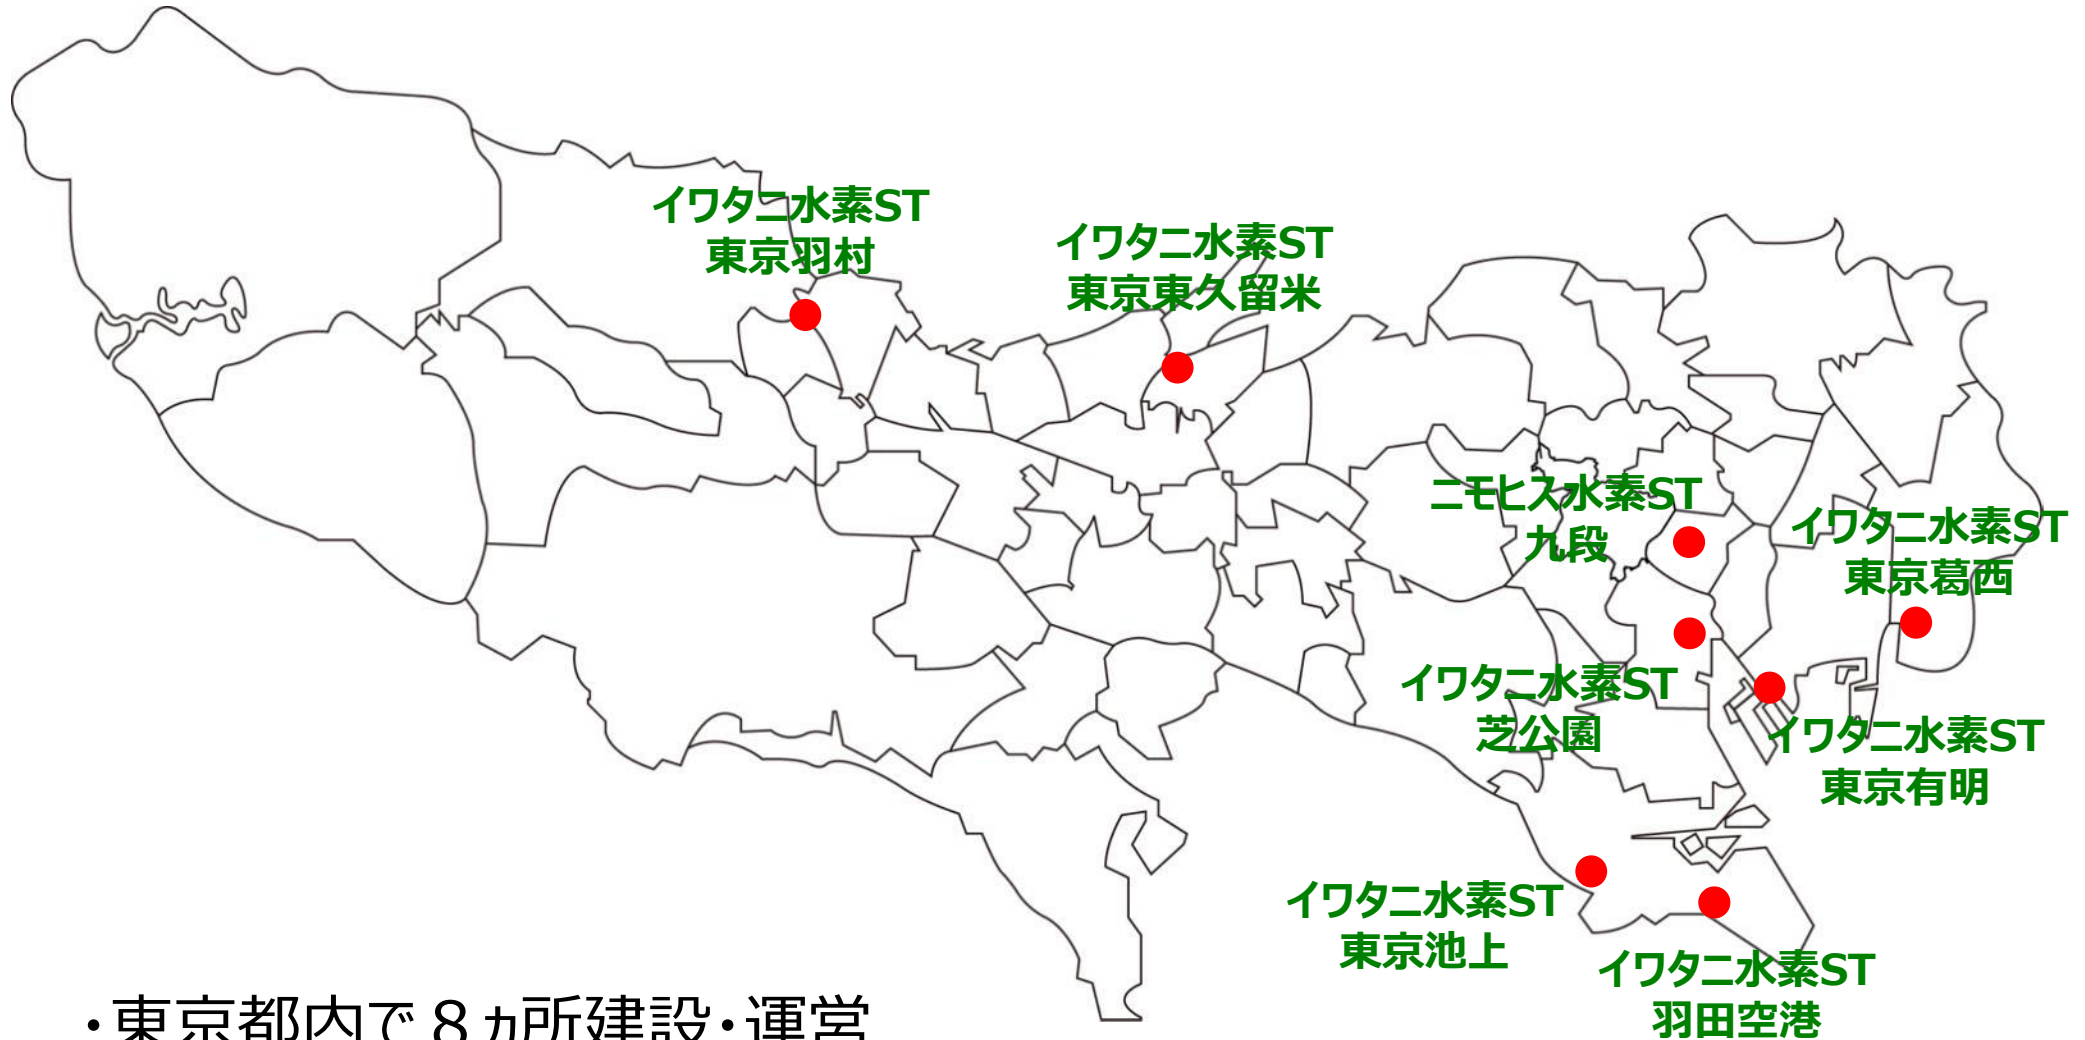 イワタニ水素ST
東京羽村
イワタニ水素ST
東京東久留米
ニモヒス水素ST
九段
イワタニ水素ST
東京葛西
イワタニ水素ST
芝公園
イワタニ水素ST
東京有明
イワタニ水素ST
東京池上
イワタニ水素ST
羽田空港
・東京都内で８ヵ所建設・運営